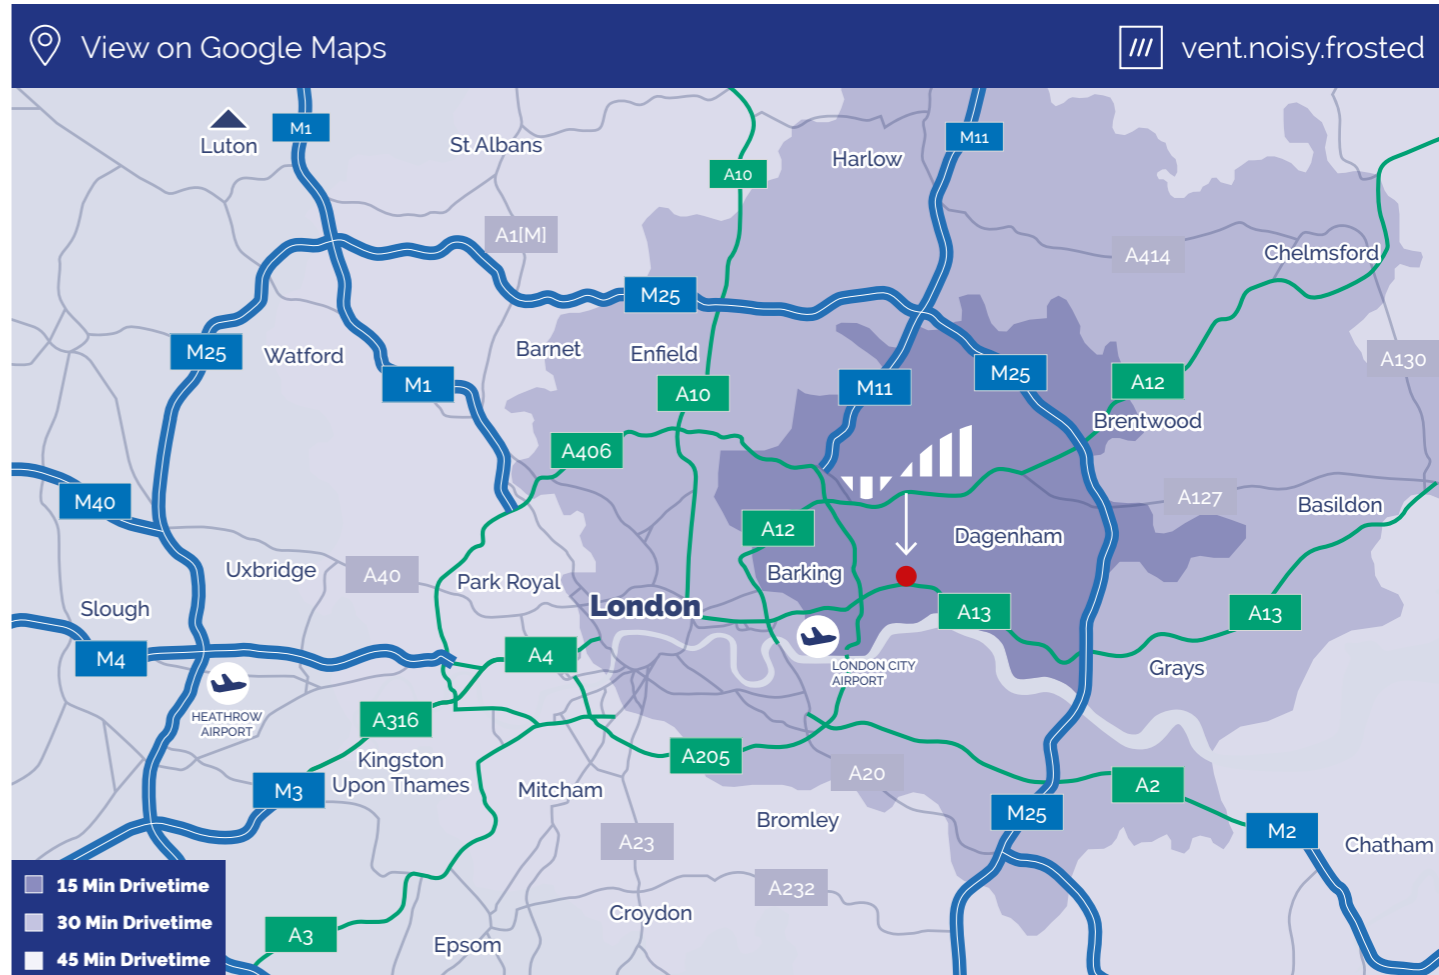 View on Google Maps
vent.noisy.frosted
Luton
M1
St Albans
A10
Harlow
M11
A1[M]
A414
Chelmsford
M25
M25
Watford
Barnet
Enfield
M1
A10
M11
M25
A12
A130
Brentwood
A406
M40
A127
Basildon
A12
Dagenham
Uxbridge
A40
Park Royal
Barking
Slough
London
A13
A13
M4
A4
LONDON CITY
AIRPORT
Grays
HEATHROW
AIRPORT
A316
Kingston
Upon Thames
A205
A20
A2
M3
Mitcham
Bromley
M25
M2
A23
Chatham
15 Min Drivetime
A232
30 Min Drivetime
Croydon
A3
Epsom
45 Min Drivetime